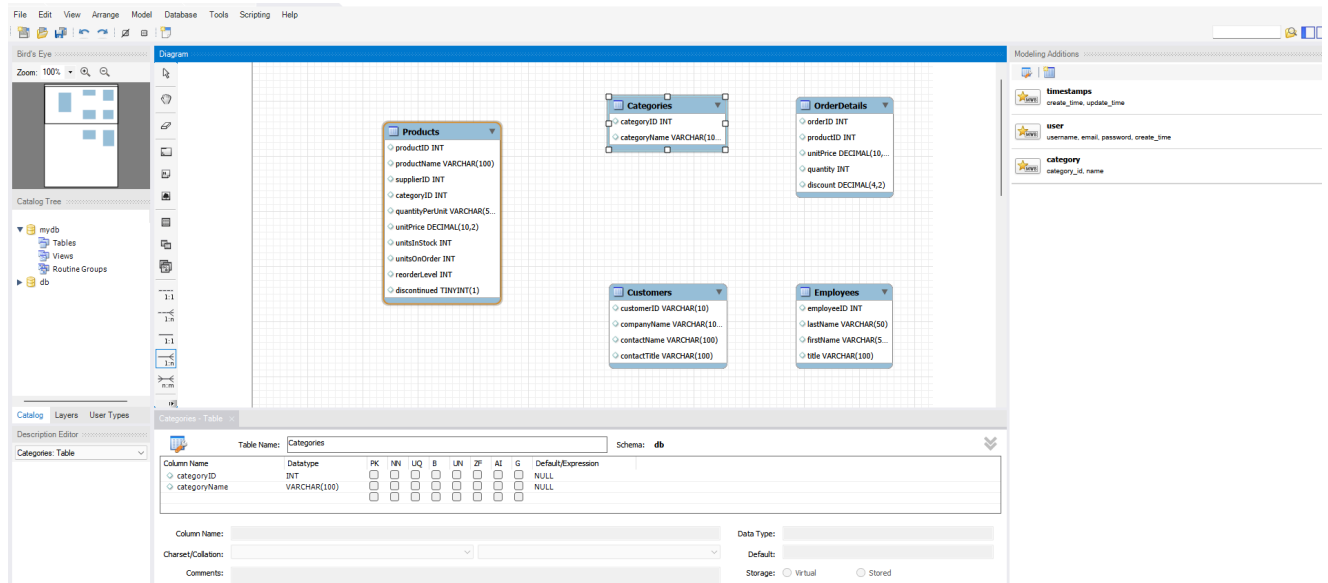 File Edit View Arrange Model Database Tools Scripting Help
Bird's Eye
Zoom: 100%
Catalog Tree
mydb
Tables
Views
Routine Groups
db
Catalog Layers User Types
Description Editor
Categories: Table
Diagram
1:1
1:n
1:1
1:n
n:m
Products
productID INT
productName VARCHAR(100)
supplierID INT
categoryID INT
quantityPerUnit VARCHAR(5...
unitPrice DECIMAL(10,2)
unitsInStock INT
unitsOnOrder INT
reorderLevel INT
discontinued TINYINT(1)
Categories
categoryID INT
categoryName VARCHAR(10...
OrderDetails
orderID INT
productID INT
unitPrice DECIMAL(10,...
quantity INT
discount DECIMAL(4,2)
Customers
customerID VARCHAR(10)
companyName VARCHAR(10...
contactName VARCHAR(100)
contactTitle VARCHAR(100)
Employees
employeeID INT
lastName VARCHAR(50)
firstName VARCHAR(5...
title VARCHAR(100)
Categories - Table
Table Name: Categories Schema: db
Column Name Datatype PK NN UQ B UN ZF AI G Default/Expression
categoryID INT NULL
categoryName VARCHAR(100) NULL
Column Name: Data Type:
Charset/Collation: Default:
Comments: Storage: Virtual Stored
Modeling Additions
timestamps
create_time, update_time
user
username, email, password, create_time
category
category_id, name